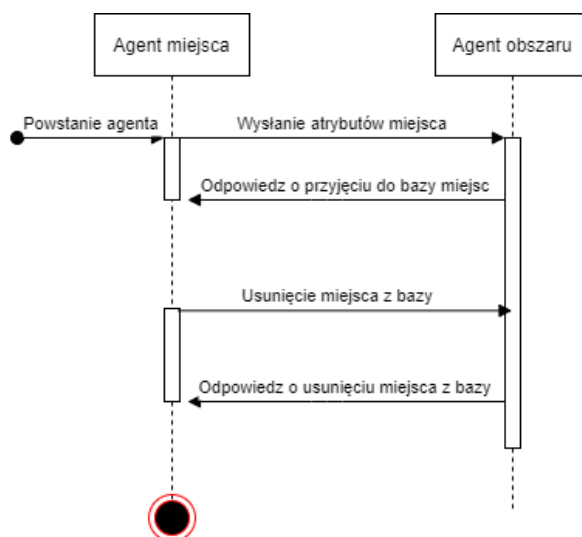 Agent miejsca
Agent obszaru
Powstanie agenta
Wysłanie atrybutów miejsca
Odpowiedz o przyjęciu do bazy miejsc
Usunięcie miejsca z bazy
Odpowiedz o usunięciu miejsca z bazy